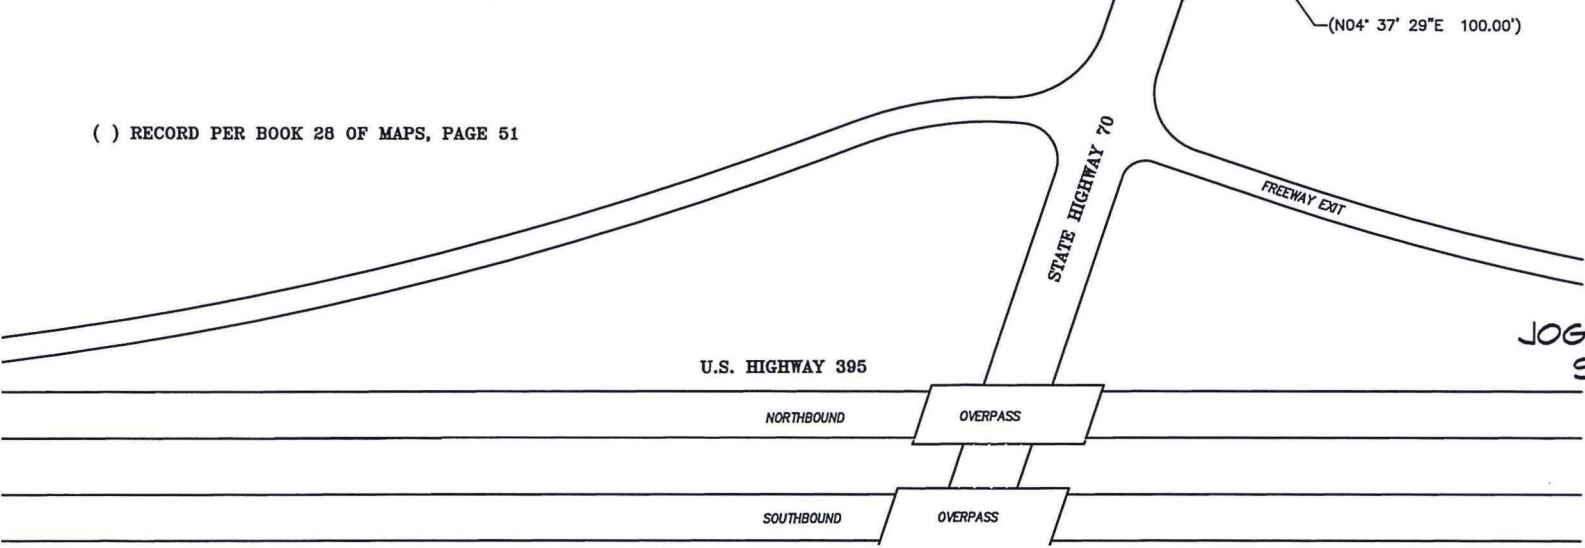 (N04° 37' 29"E 100.00')
( ) RECORD PER BOOK 28 OF MAPS, PAGE 51
STATE HIGHWAY 70
FREEWAY EXIT
JOG
U.S. HIGHWAY 395
NORTHBOUND
OVERPASS
SOUTHBOUND
OVERPASS